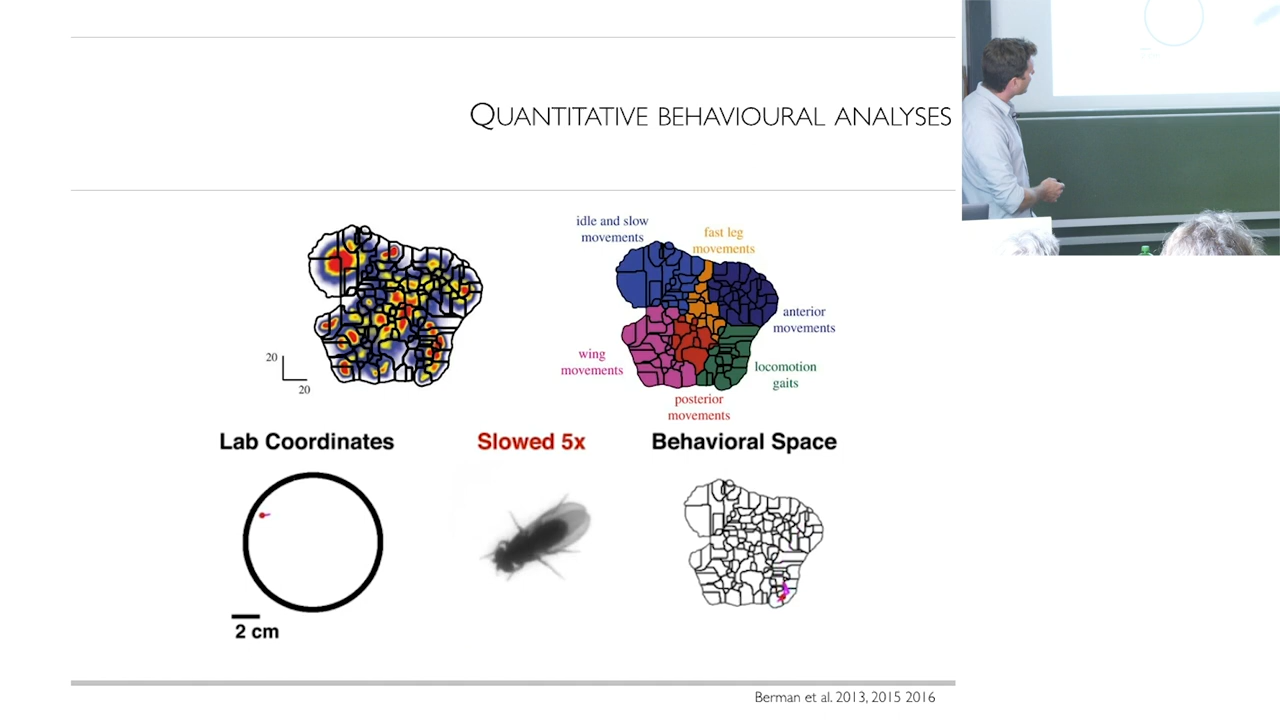 QUANTITATIVE BEHAVIOURAL ANALYSES
idle and slow
movements
fast leg
movements
anterior
movements
wing
movements
locomotion
gaits
posterior
movements
20
20
Lab Coordinates
Slowed 5x
Behavioral Space
2 cm
Berman et al. 2013, 2015 2016